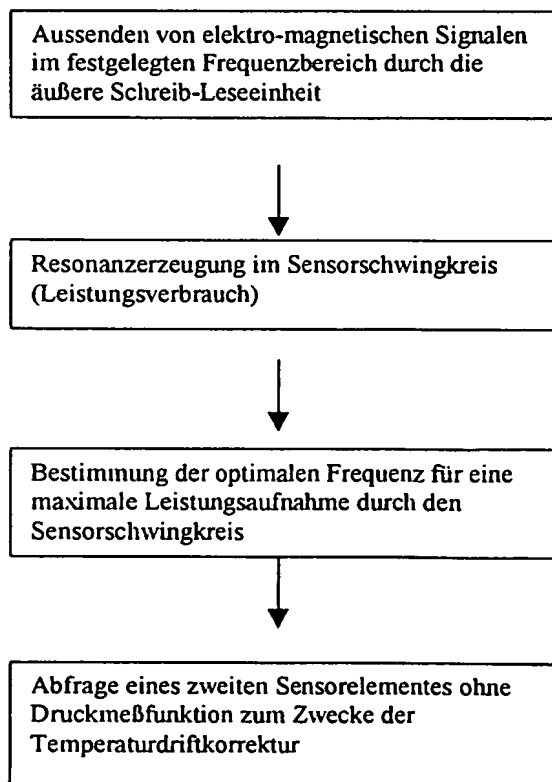 Aussenden von elektro-magnetischen Signalen
im festgelegten Frequenzbereich durch die
äußere Schreib-Leseeinheit
Resonanzerzeugung im Sensorschwingkreis
(Leistungsverbrauch)
Bestimmung der optimalen Frequenz für eine
maximale Leistungsaufnahme durch den
Sensorschwingkreis
Abfrage eines zweiten Sensorelementes ohne
Druckmeßfunktion zum Zwecke der
Temperaturdriftkorrektur